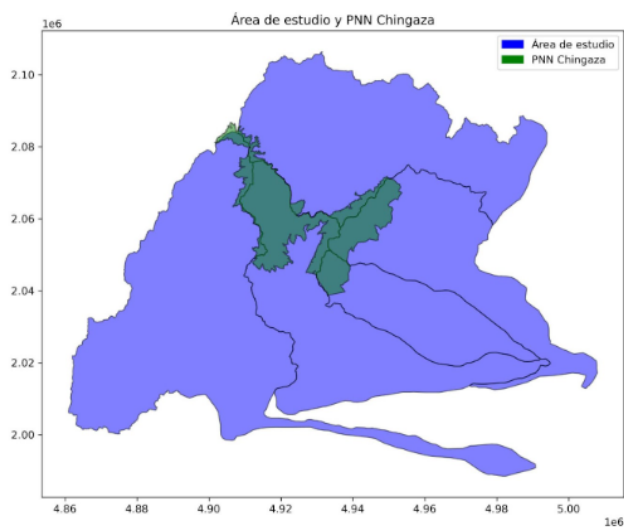 Área de estudio y PNN Chingaza
1e6
Área de estudio
PNN Chingaza
2.10
2.08
2.06
2.04
2.02
2.00
4.86 4.88 4.90 4.92 4.94 4.96 4.98 5.00
1e6